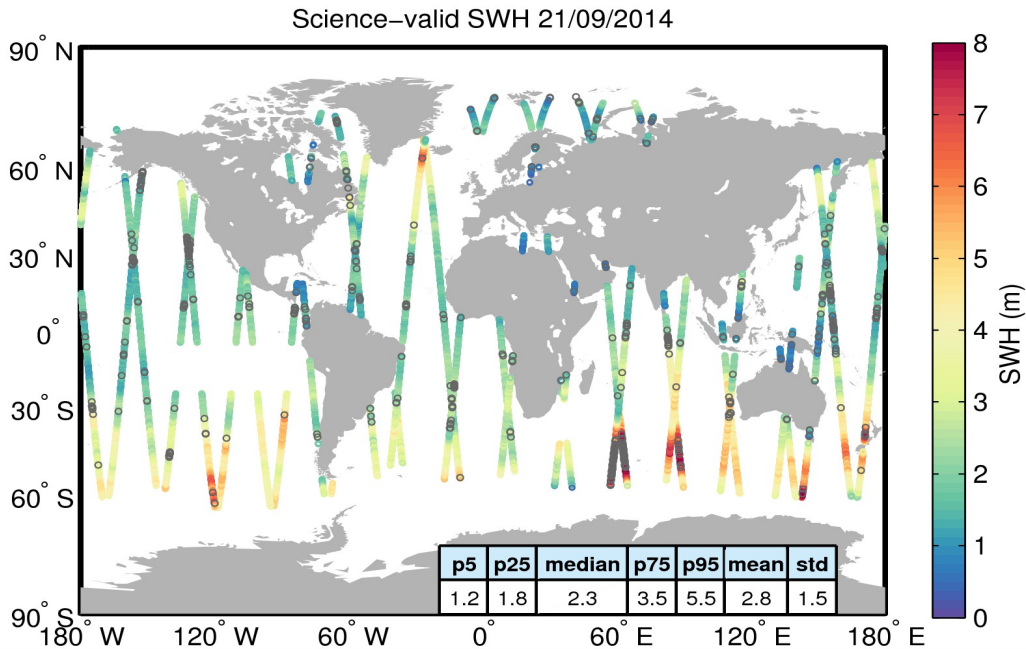 Science−valid SWH 21/09/2014
90° N
60° N
30° N
0°
30° S
60° S
90° S
180° W
120° W
60° W
0°
60° E
120° E
180° E
p5 p25 median p75 p95 mean std
1.2 1.8 2.3 3.5 5.5 2.8 1.5
8
7
6
5
4
3
2
1
0
SWH (m)